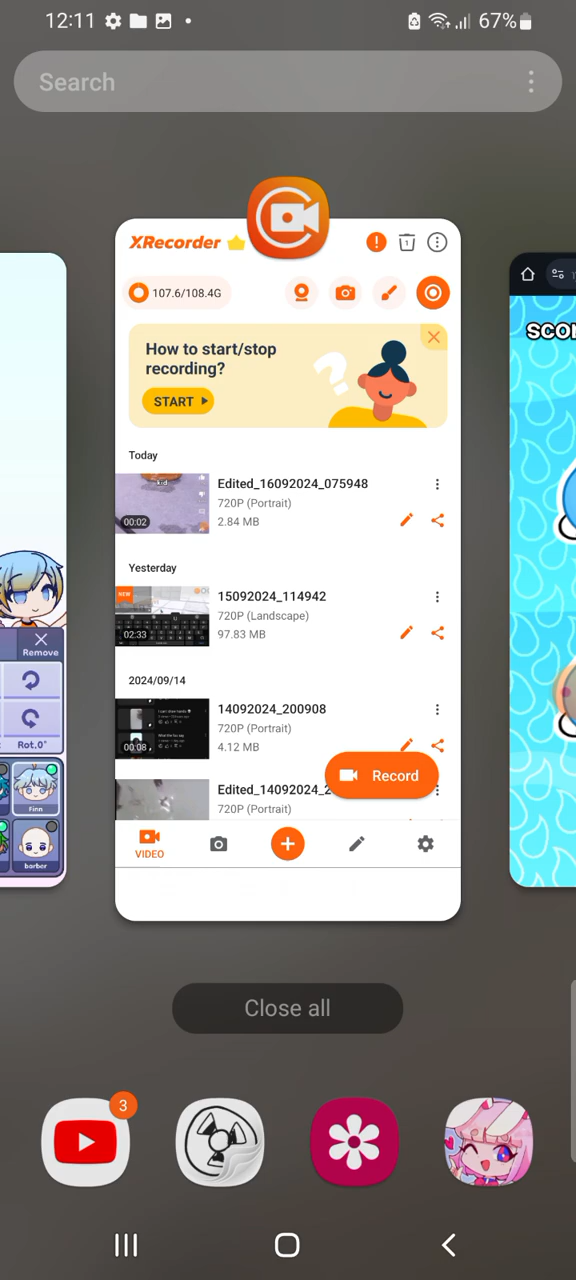 12:11
67%
Search
XRecorder
1
107.6/108.4G
How to start/stop
recording?
START
Today
Edited_16092024_075948
720P (Portrait)
2.84 MB
00:02
Yesterday
15092024_114942
720P (Landscape)
97.83 MB
NEW
02:33
2024/09/14
14092024_200908
720P (Portrait)
4.12 MB
00:08
Record
Edited_14092024_2
720P (Portrait)
VIDEO
Remove
Rot.0°
Finn
barber
Close all
3